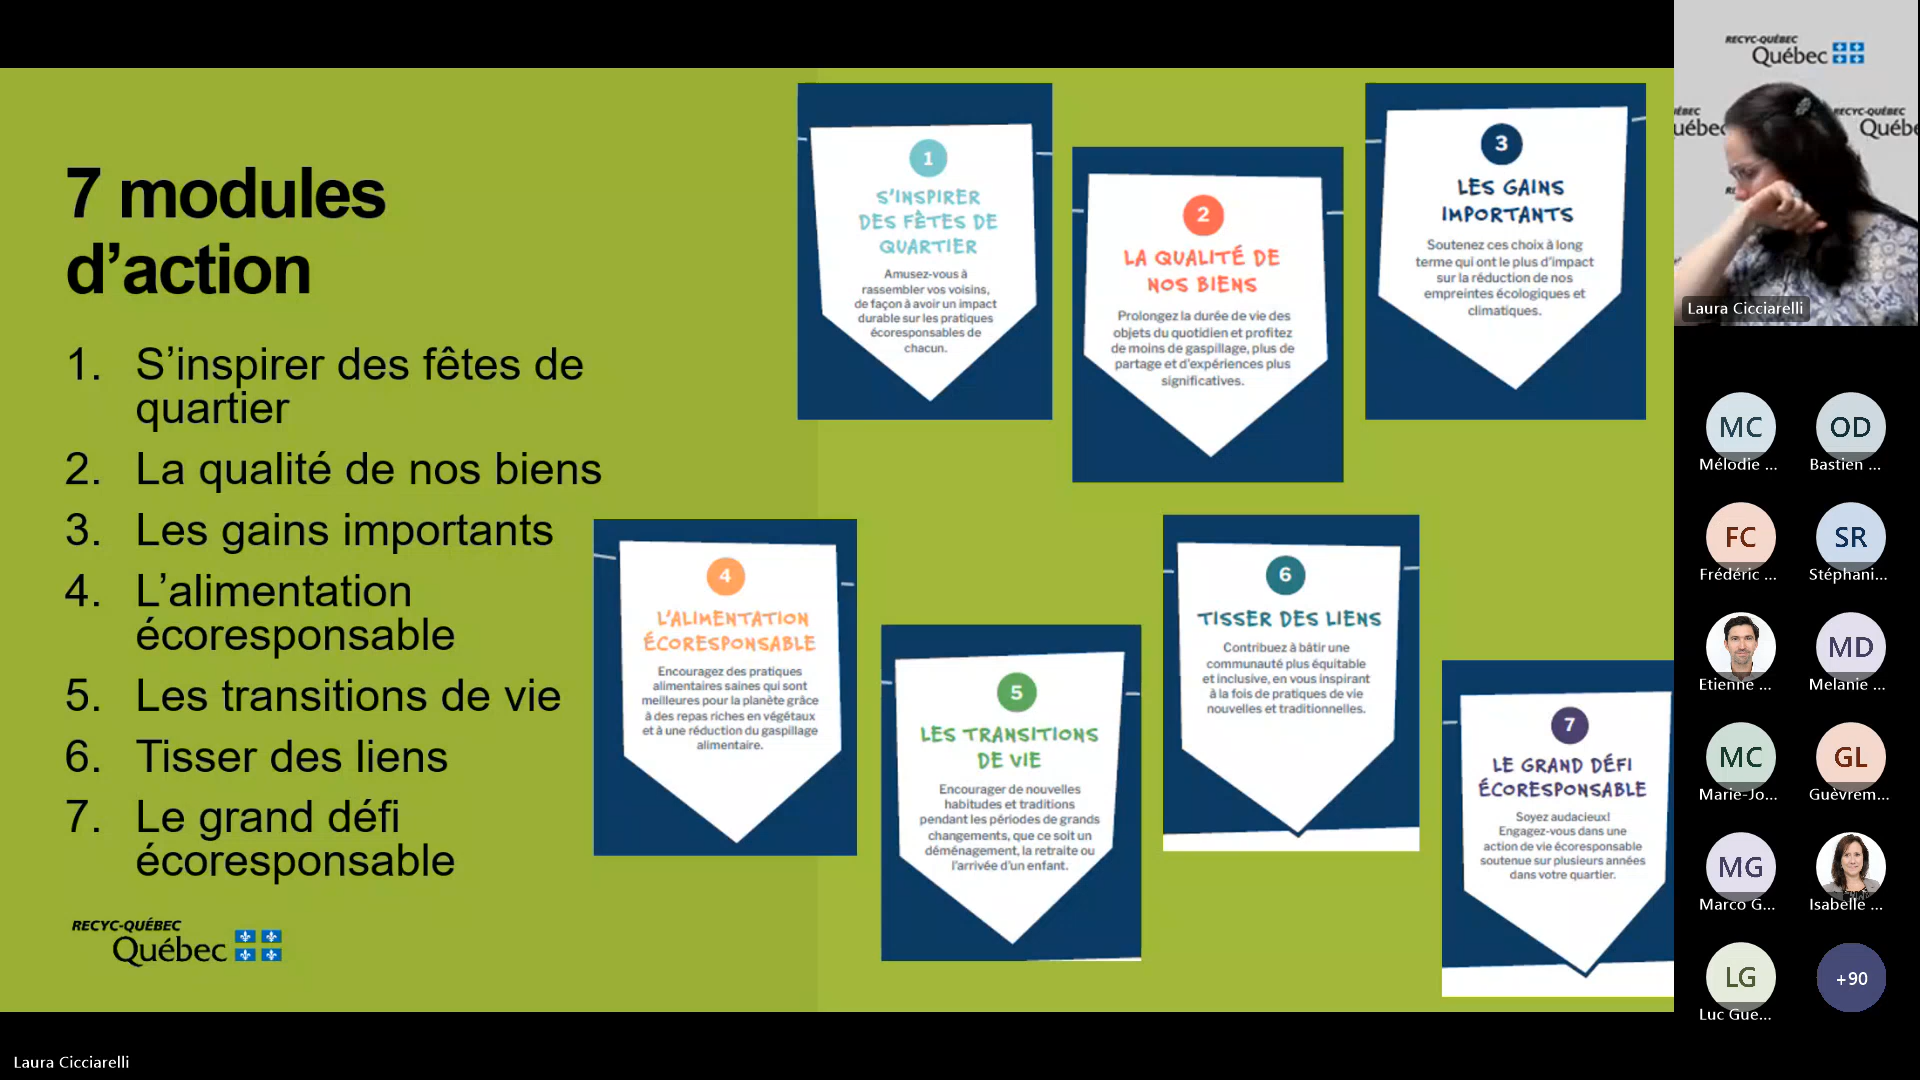 7 modules
d’action
1. S’inspirer des fêtes de
quartier
2. La qualité de nos biens
3. Les gains importants
4. L’alimentation
écoresponsable
5. Les transitions de vie
6. Tisser des liens
7. Le grand défi
écoresponsable
RECYC-QUÉBEC
Québec
1
S’INSPIRER
DES FÊTES DE
QUARTIER
Amusez-vous à
rassembler vos voisins,
de façon à avoir un impact
durable sur les pratiques
écoresponsables de
chacun.
2
LA QUALITÉ DE
NOS BIENS
Prolongez la durée de vie des
objets du quotidien et profitez
de moins de gaspillage, plus de
partage et d’expériences plus
significatives.
3
LES GAINS
IMPORTANTS
Soutenez ces choix à long
terme qui ont le plus d’impact
sur la réduction de nos
empreintes écologiques et
climatiques.
4
L’ALIMENTATION
ÉCORESPONSABLE
Encouragez des pratiques
alimentaires saines qui sont
meilleures pour la planète grâce
à des repas riches en végétaux
et à une réduction du gaspillage
alimentaire.
5
LES TRANSITIONS
DE VIE
Encourager de nouvelles
habitudes et traditions
pendant les périodes de grands
changements, que ce soit un
déménagement, la retraite ou
l’arrivée d’un enfant.
6
TISSER DES LIENS
Contribuez à bâtir une
communauté plus équitable
et inclusive, en vous inspirant
à la fois de pratiques de vie
nouvelles et traditionnelles.
7
LE GRAND DÉFI
ÉCORESPONSABLE
Soyez audacieux!
Engagez-vous dans une
action de vie écoresponsable
soutenue sur plusieurs années
dans votre quartier.
RECYC-QUÉBEC
Québec
RECYC-QUÉBEC
Laura Cicciarelli
MC
Mélodie ...
OD
Bastien ...
FC
Frédéric ...
SR
Stéphani...
Etienne ...
MD
Melanie ...
MC
Marie-Jo...
GL
Guèvrem...
MG
Marco G...
Isabelle ...
LG
Luc Gue...
+90
Laura Cicciarelli